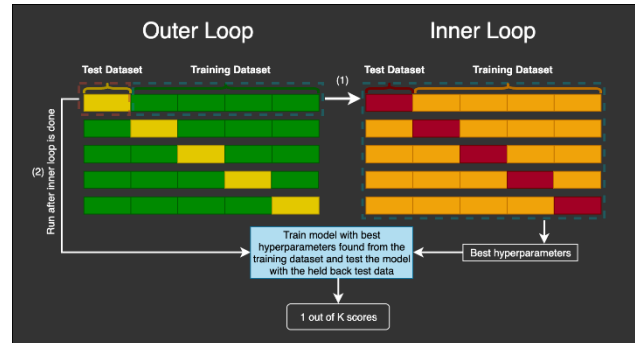 Outer Loop
Inner Loop
Test Dataset
Training Dataset
(1)
Test Dataset
Training Dataset
(2)
Run after inner loop is done
Train model with best
hyperparameters found from the
training dataset and test the model
with the held back test data
Best hyperparameters
1 out of K scores